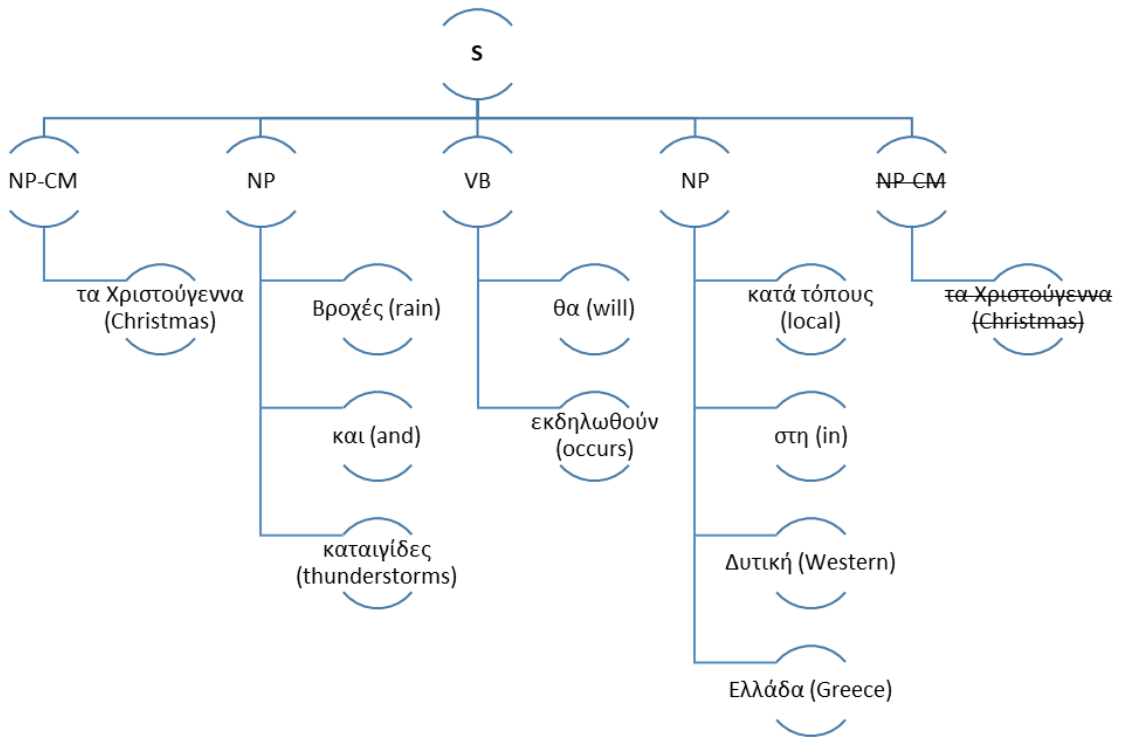 S
NP-CM
NP
VB
NP
NP-CM
τα Χριστούγεννα
(Christmas)
Βροχές (rain)
και (and)
καταιγίδες
(thunderstorms)
θα (will)
εκδηλωθούν
(occurs)
κατά τόπους
(local)
στη (in)
Δυτική (Western)
Ελλάδα (Greece)
τα Χριστούγεννα
(Christmas)